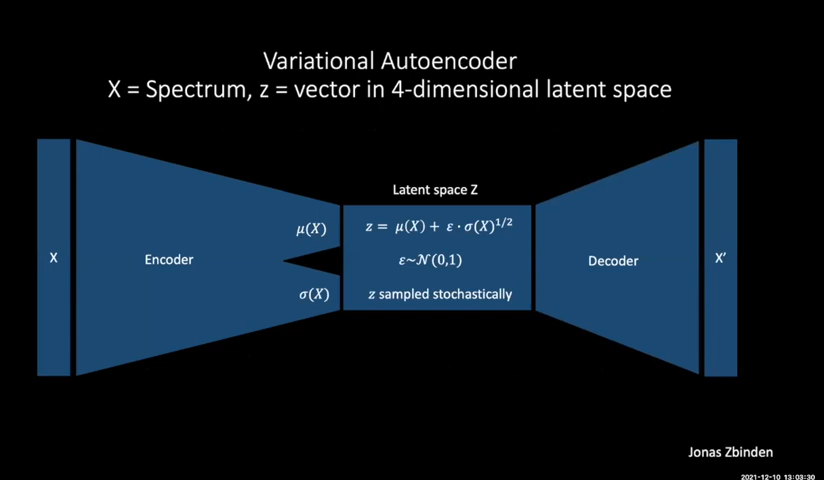 Variational Autoencoder
X = Spectrum, z = vector in 4-dimensional latent space
Latent space Z
X
Encoder
μ(X)
σ(X)
z = μ(X) + ε · σ(X)^{1/2}
ε~𝒩(0,1)
z sampled stochastically
Decoder
X'
Jonas Zbinden
2021-12-10 13:03:30